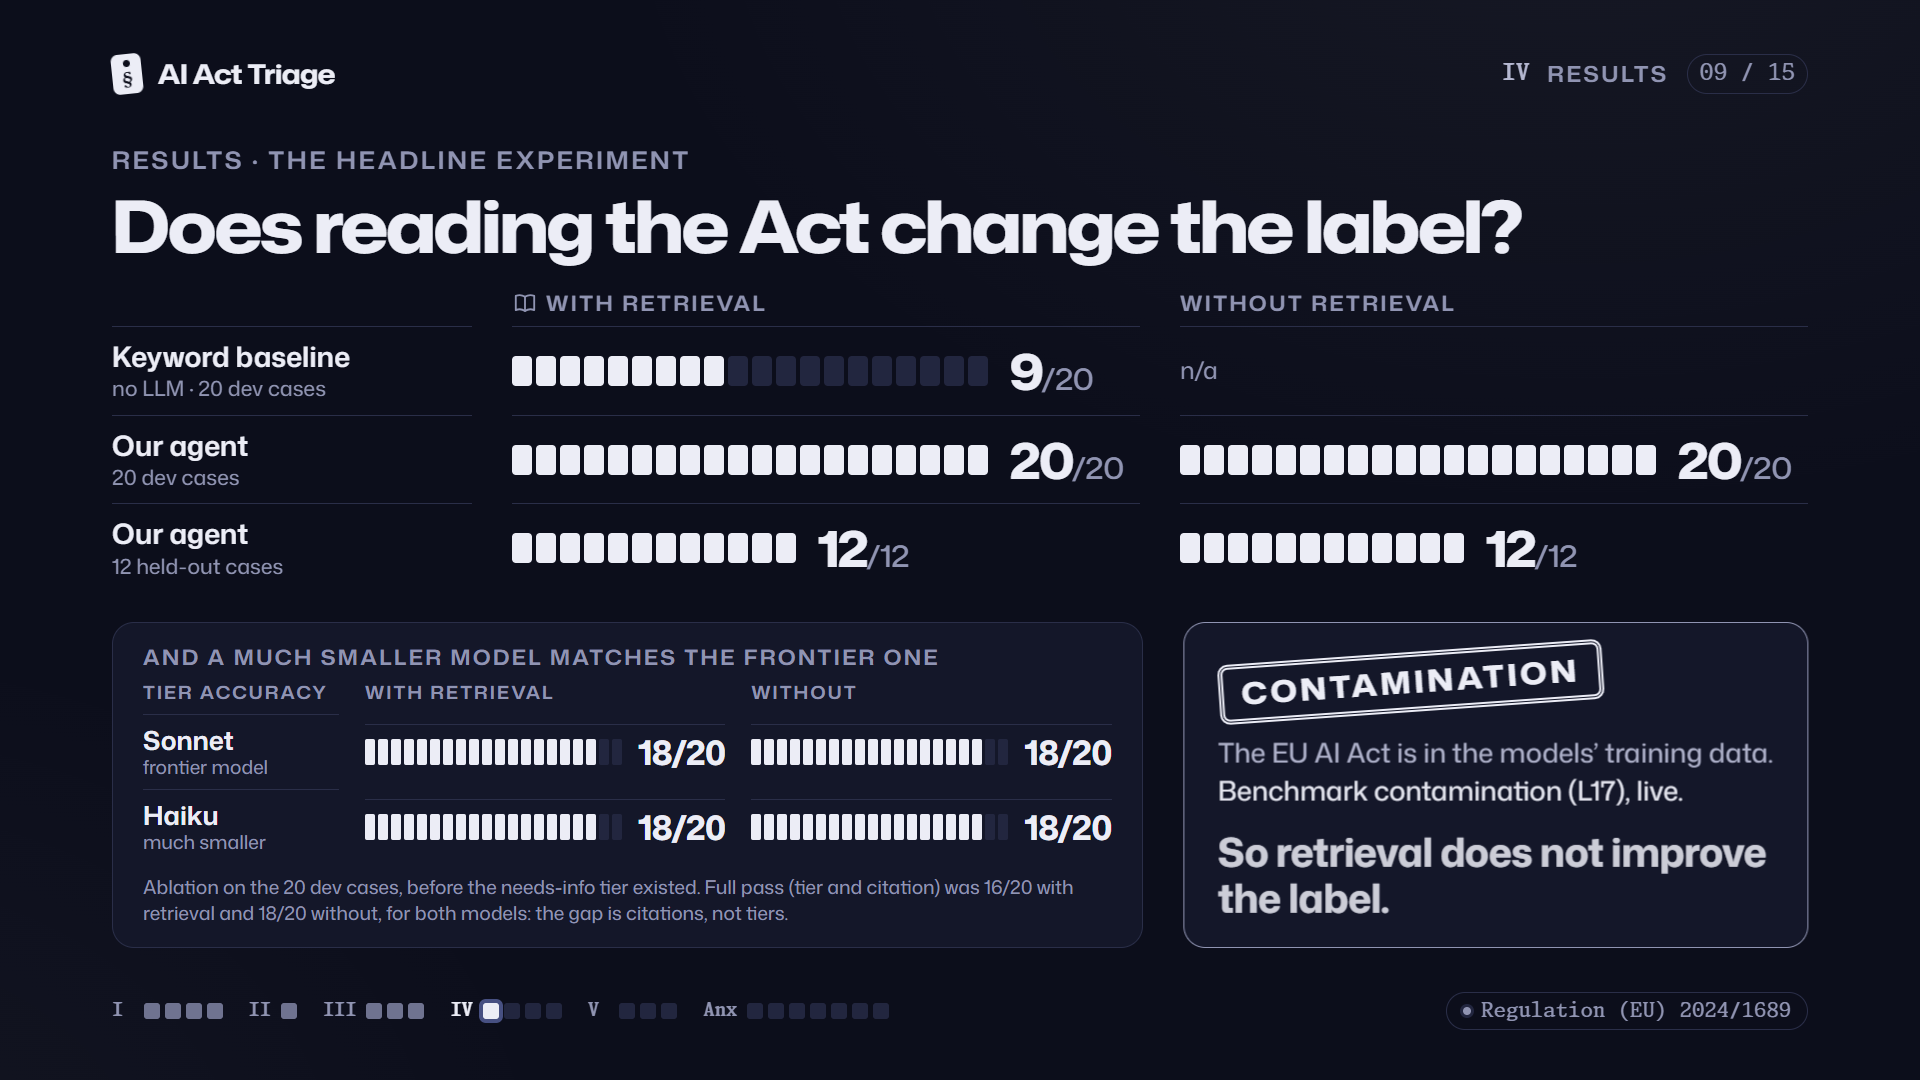 § AI Act Triage
IV RESULTS 09 / 15
RESULTS · THE HEADLINE EXPERIMENT
Does reading the Act change the label?
WITH RETRIEVAL
WITHOUT RETRIEVAL
Keyword baseline
no LLM · 20 dev cases
9/20
n/a
Our agent
20 dev cases
20/20
20/20
Our agent
12 held-out cases
12/12
12/12
AND A MUCH SMALLER MODEL MATCHES THE FRONTIER ONE
TIER ACCURACY
WITH RETRIEVAL
WITHOUT
Sonnet
frontier model
18/20
18/20
Haiku
much smaller
18/20
18/20
Ablation on the 20 dev cases, before the needs-info tier existed. Full pass (tier and citation) was 16/20 with
retrieval and 18/20 without, for both models: the gap is citations, not tiers.
CONTAMINATION
The EU AI Act is in the models’ training data.
Benchmark contamination (L17), live.
So retrieval does not improve
the label.
I II III IV V Anx
Regulation (EU) 2024/1689